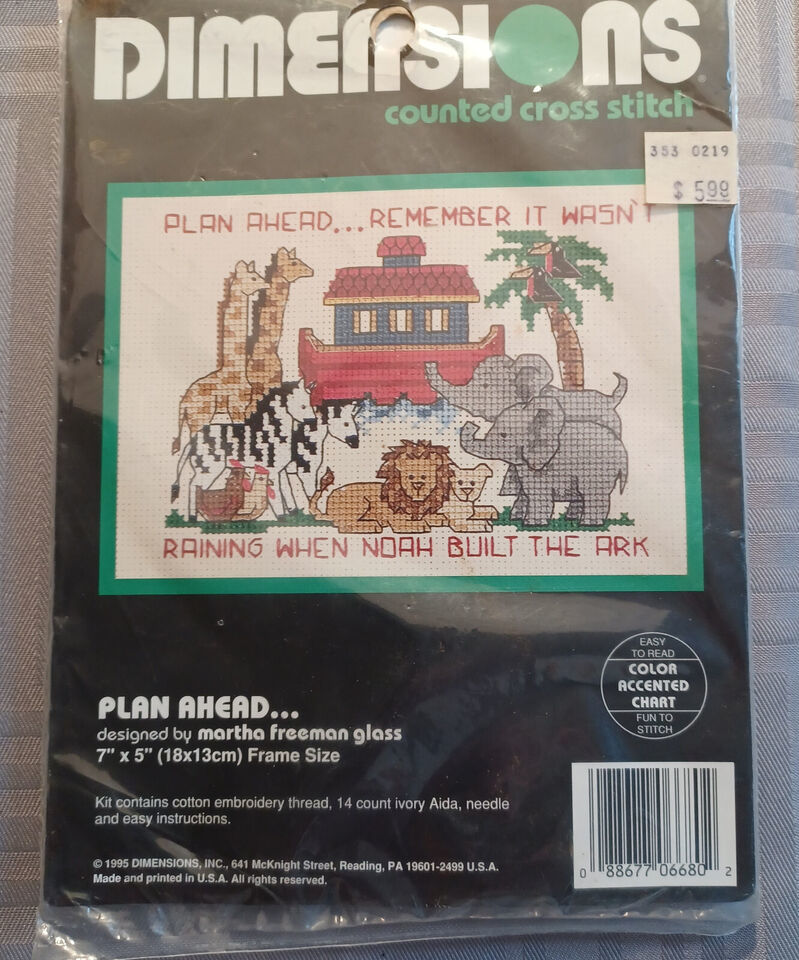 DIMENSIONS®
counted cross stitch
353 0219
$ 5.99
PLAN AHEAD...REMEMBER IT WASN'T
RAINING WHEN NOAH BUILT THE ARK
EASY
TO READ
COLOR
ACCENTED
CHART
FUN TO
STITCH
PLAN AHEAD...
designed by martha freeman glass
7" x 5" (18x13cm) Frame Size
Kit contains cotton embroidery thread, 14 count ivory Aida, needle
and easy instructions.
© 1995 DIMENSIONS, INC., 641 McKnight Street, Reading, PA 19601-2499 U.S.A.
Made and printed in U.S.A. All rights reserved.
0 88677 06680 2